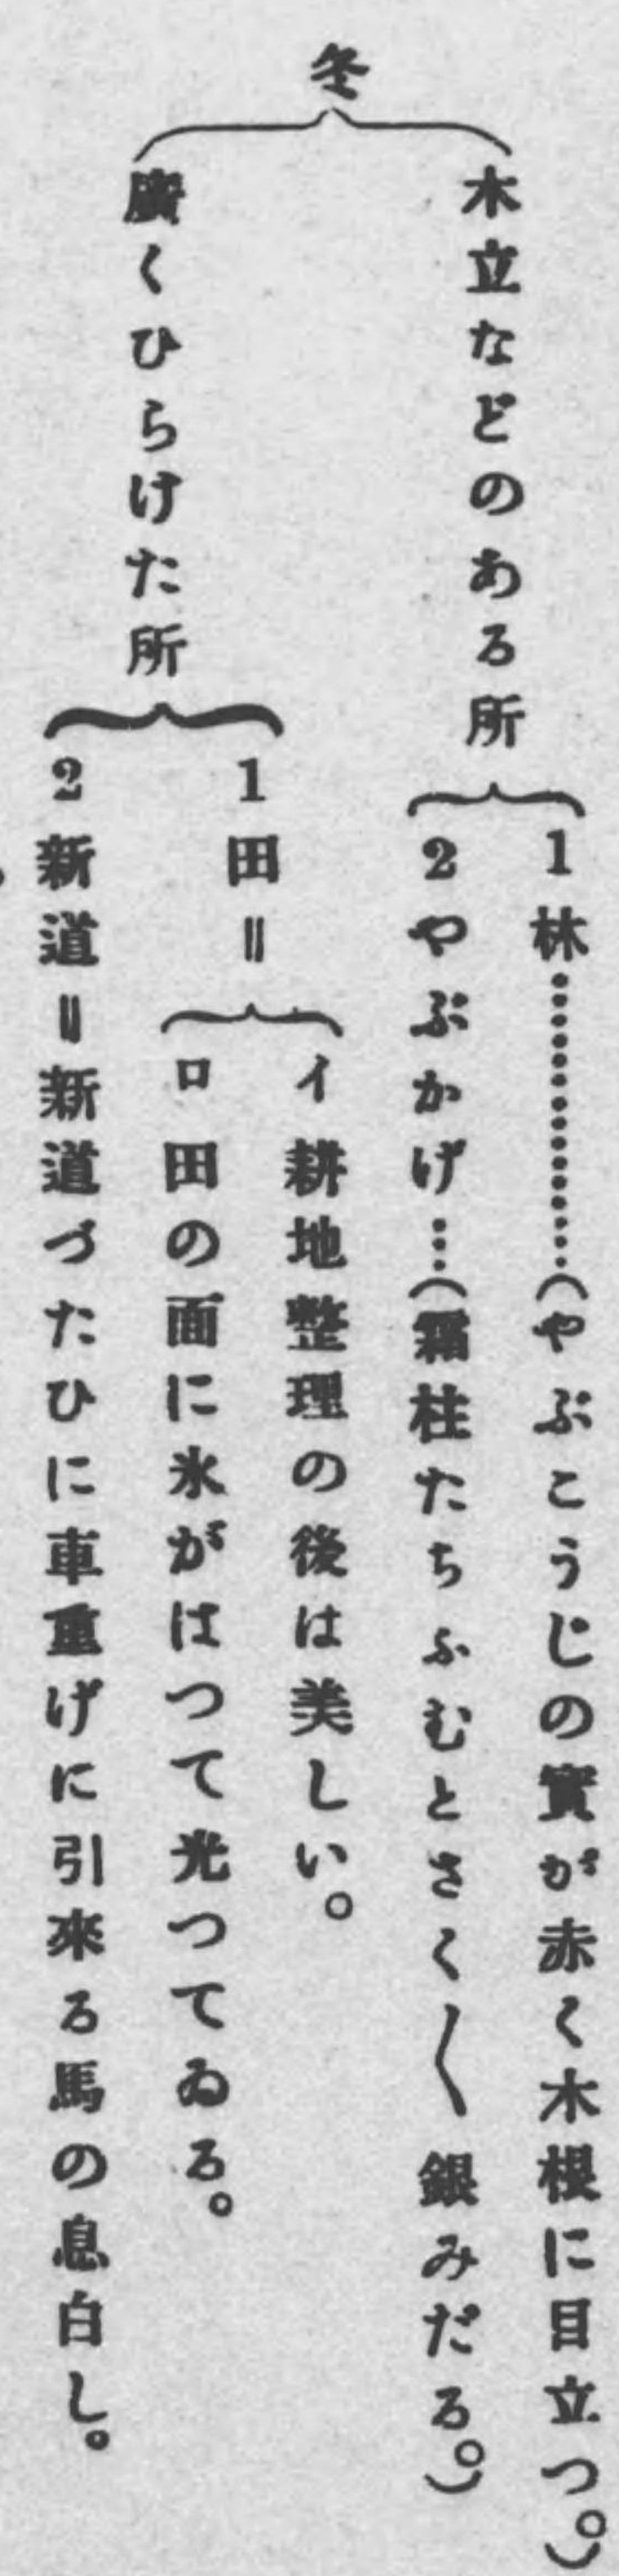 冬
木立などのある所
1 林……………(やぶこうじの實が赤く木根に目立つ。)
2 やぶかげ…(霜柱たちふむとさく〱銀みだる。)
廣くひらけた所
1 田＝
イ 耕地整理の後は美しい。
ロ 田の面に氷がはつて光つてゐる。
2 新道＝新道づたひに車重げに引來る馬の息白し。